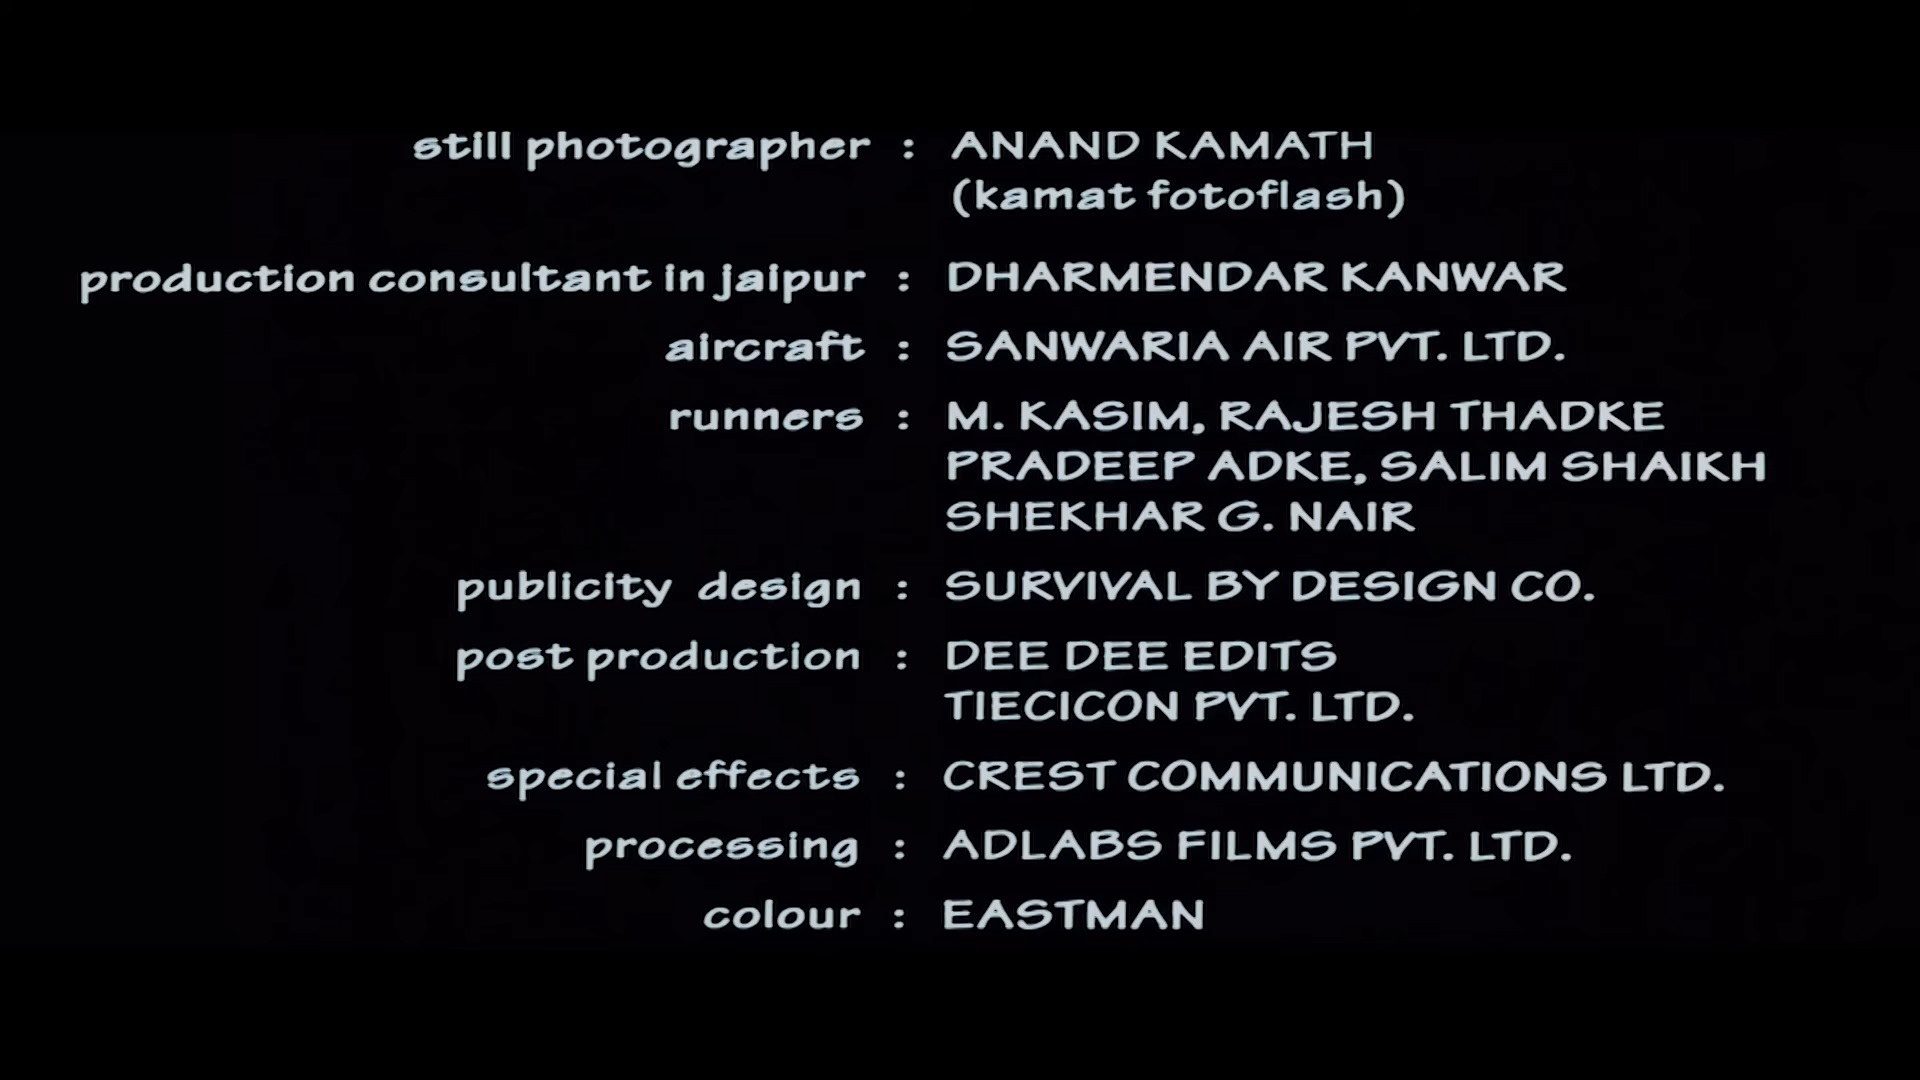 still photographer : ANAND KAMATH
(kamat fotoflash)
production consultant in jaipur : DHARMENDAR KANWAR
aircraft : SANWARIA AIR PVT. LTD.
runners : M. KASIM, RAJESH THADKE
PRADEEP ADKE, SALIM SHAIKH
SHEKHAR G. NAIR
publicity design : SURVIVAL BY DESIGN CO.
post production : DEE DEE EDITS
TIECICON PVT. LTD.
special effects : CREST COMMUNICATIONS LTD.
processing : ADLABS FILMS PVT. LTD.
colour : EASTMAN